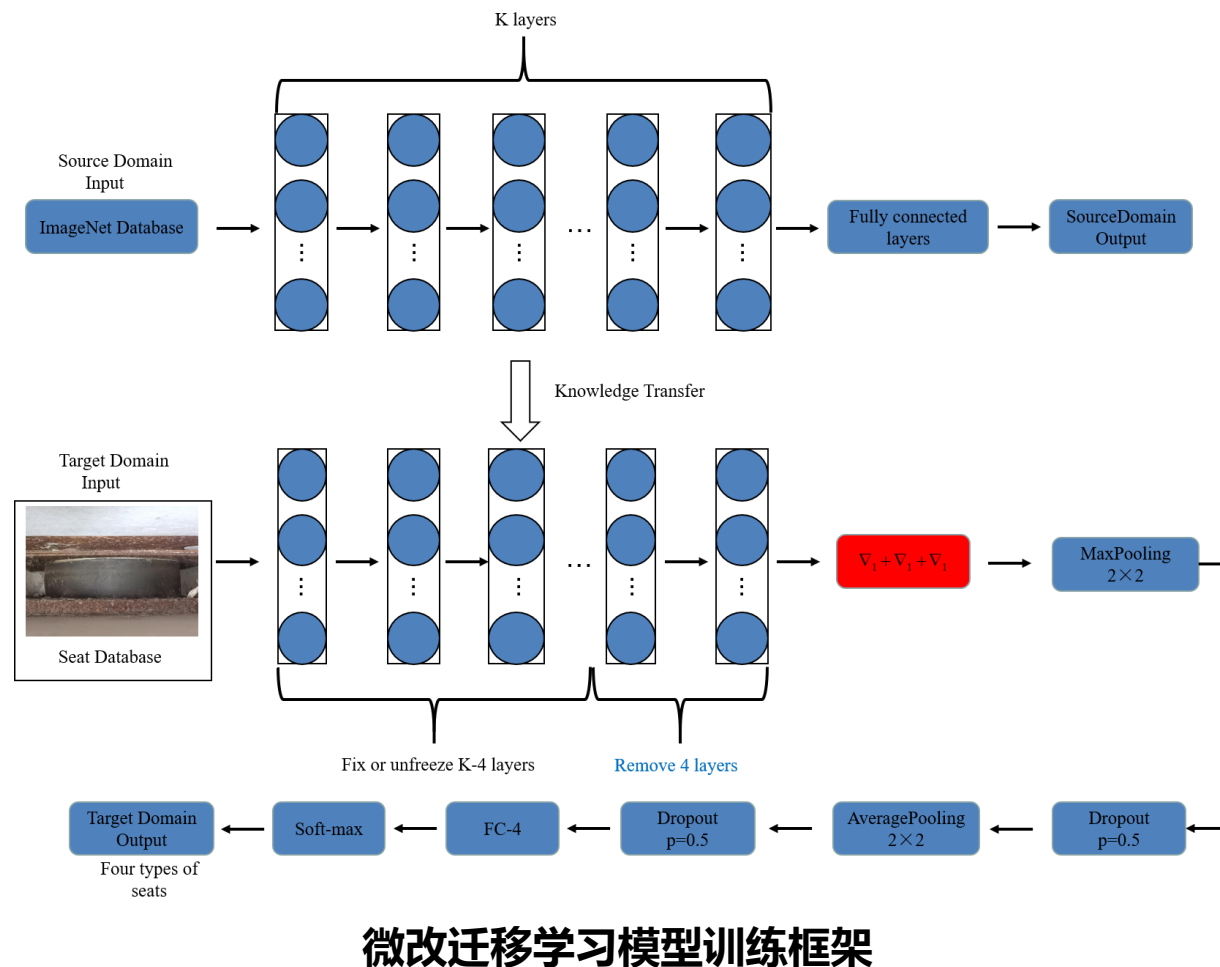 K layers
Source Domain
Input
ImageNet Database
Fully connected
layers
SourceDomain
Output
Knowledge Transfer
Target Domain
Input
Seat Database
∇₁ + ∇₁ + ∇₁
MaxPooling
2×2
Fix or unfreeze K-4 layers
Remove 4 layers
Target Domain
Output
Soft-max
FC-4
Dropout
p=0.5
AveragePooling
2×2
Dropout
p=0.5
Four types of
seats
微改迁移学习模型训练框架